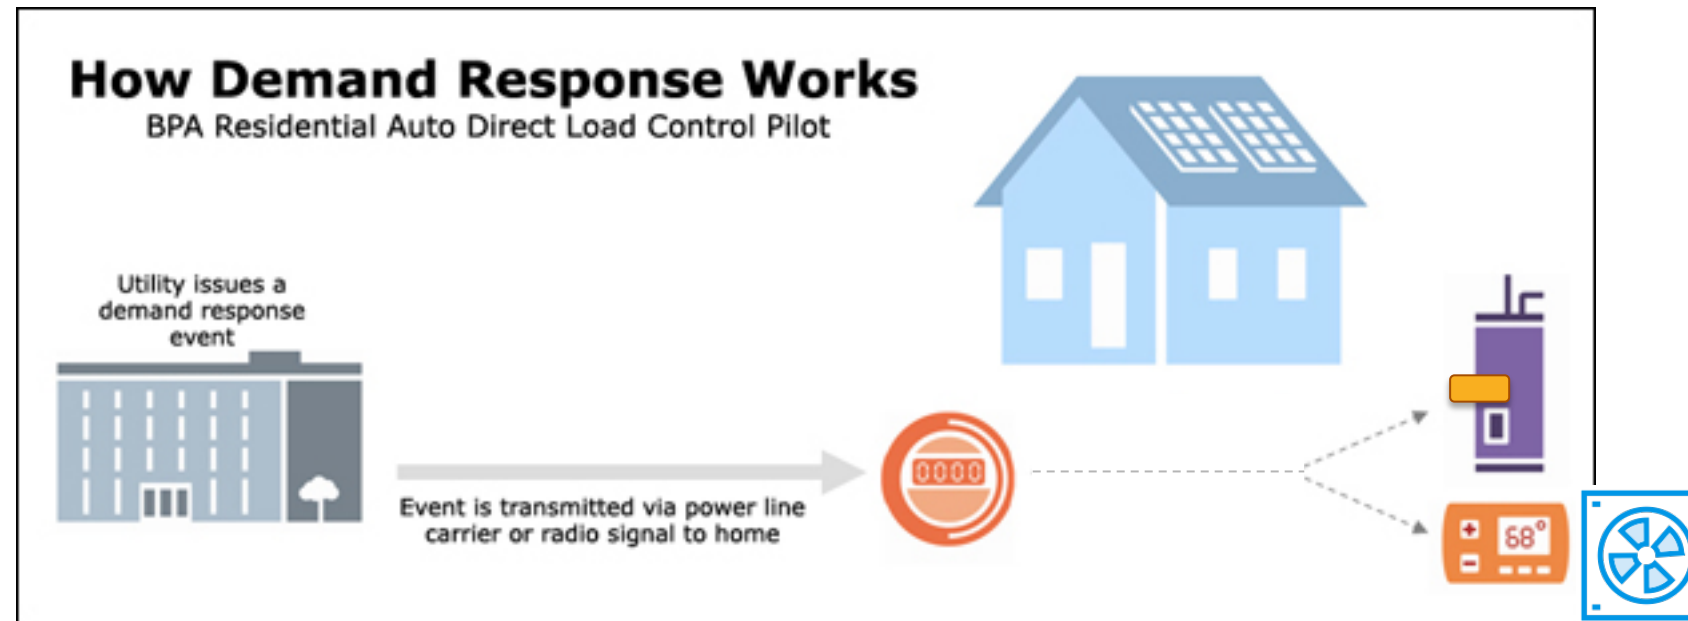 How Demand Response Works
BPA Residential Auto Direct Load Control Pilot
Utility issues a
demand response
event
0000
Event is transmitted via power line
carrier or radio signal to home
+ 68°
−